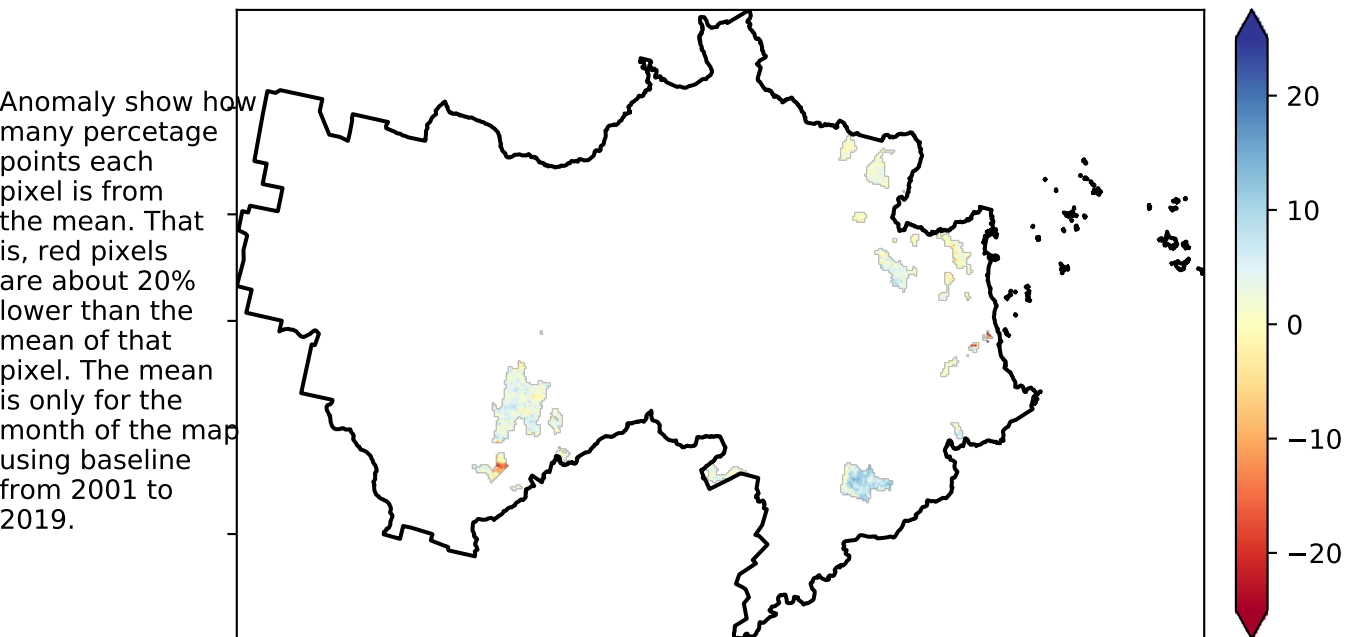 Anomaly show how
many percetage
points each
pixel is from
the mean. That
is, red pixels
are about 20%
lower than the
mean of that
pixel. The mean
is only for the
month of the map
using baseline
from 2001 to
2019.
20
10
0
−10
−20